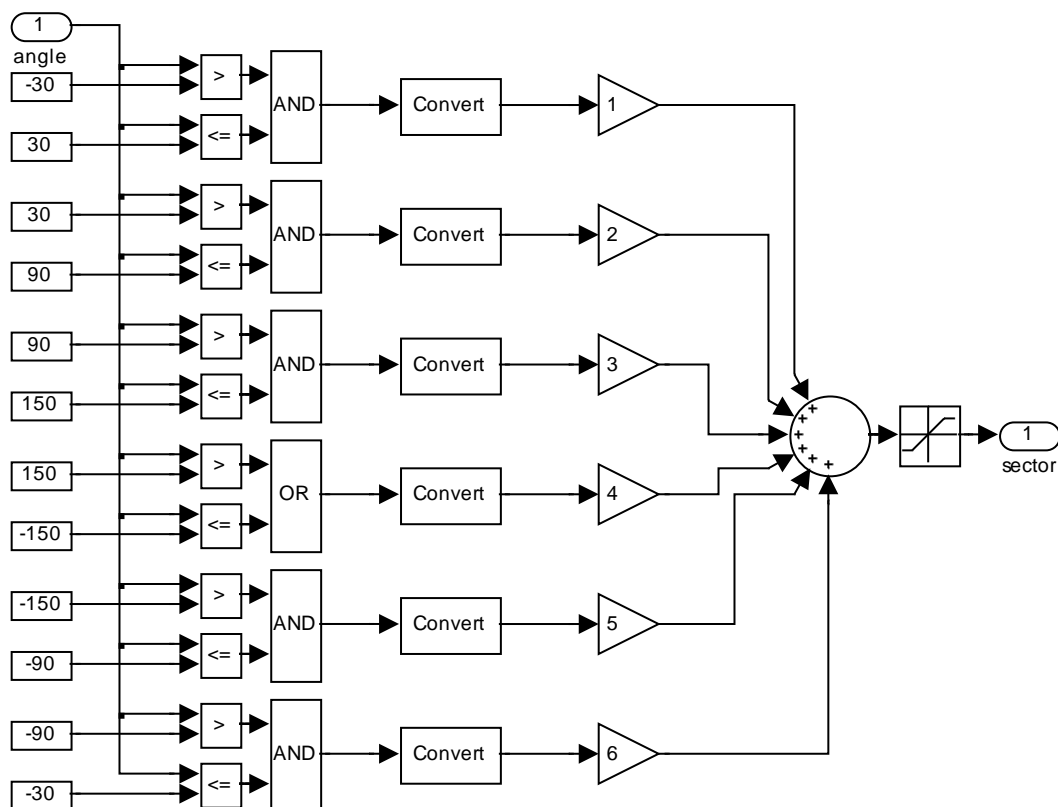 1
angle
-30
>
AND
Convert
1
30
<=
30
>
AND
Convert
2
90
<=
90
>
AND
Convert
3
150
<=
150
>
OR
Convert
4
-150
<=
-150
>
AND
Convert
5
-90
<=
-90
>
AND
Convert
6
-30
<=
+
+
+
+
+
+
1
sector